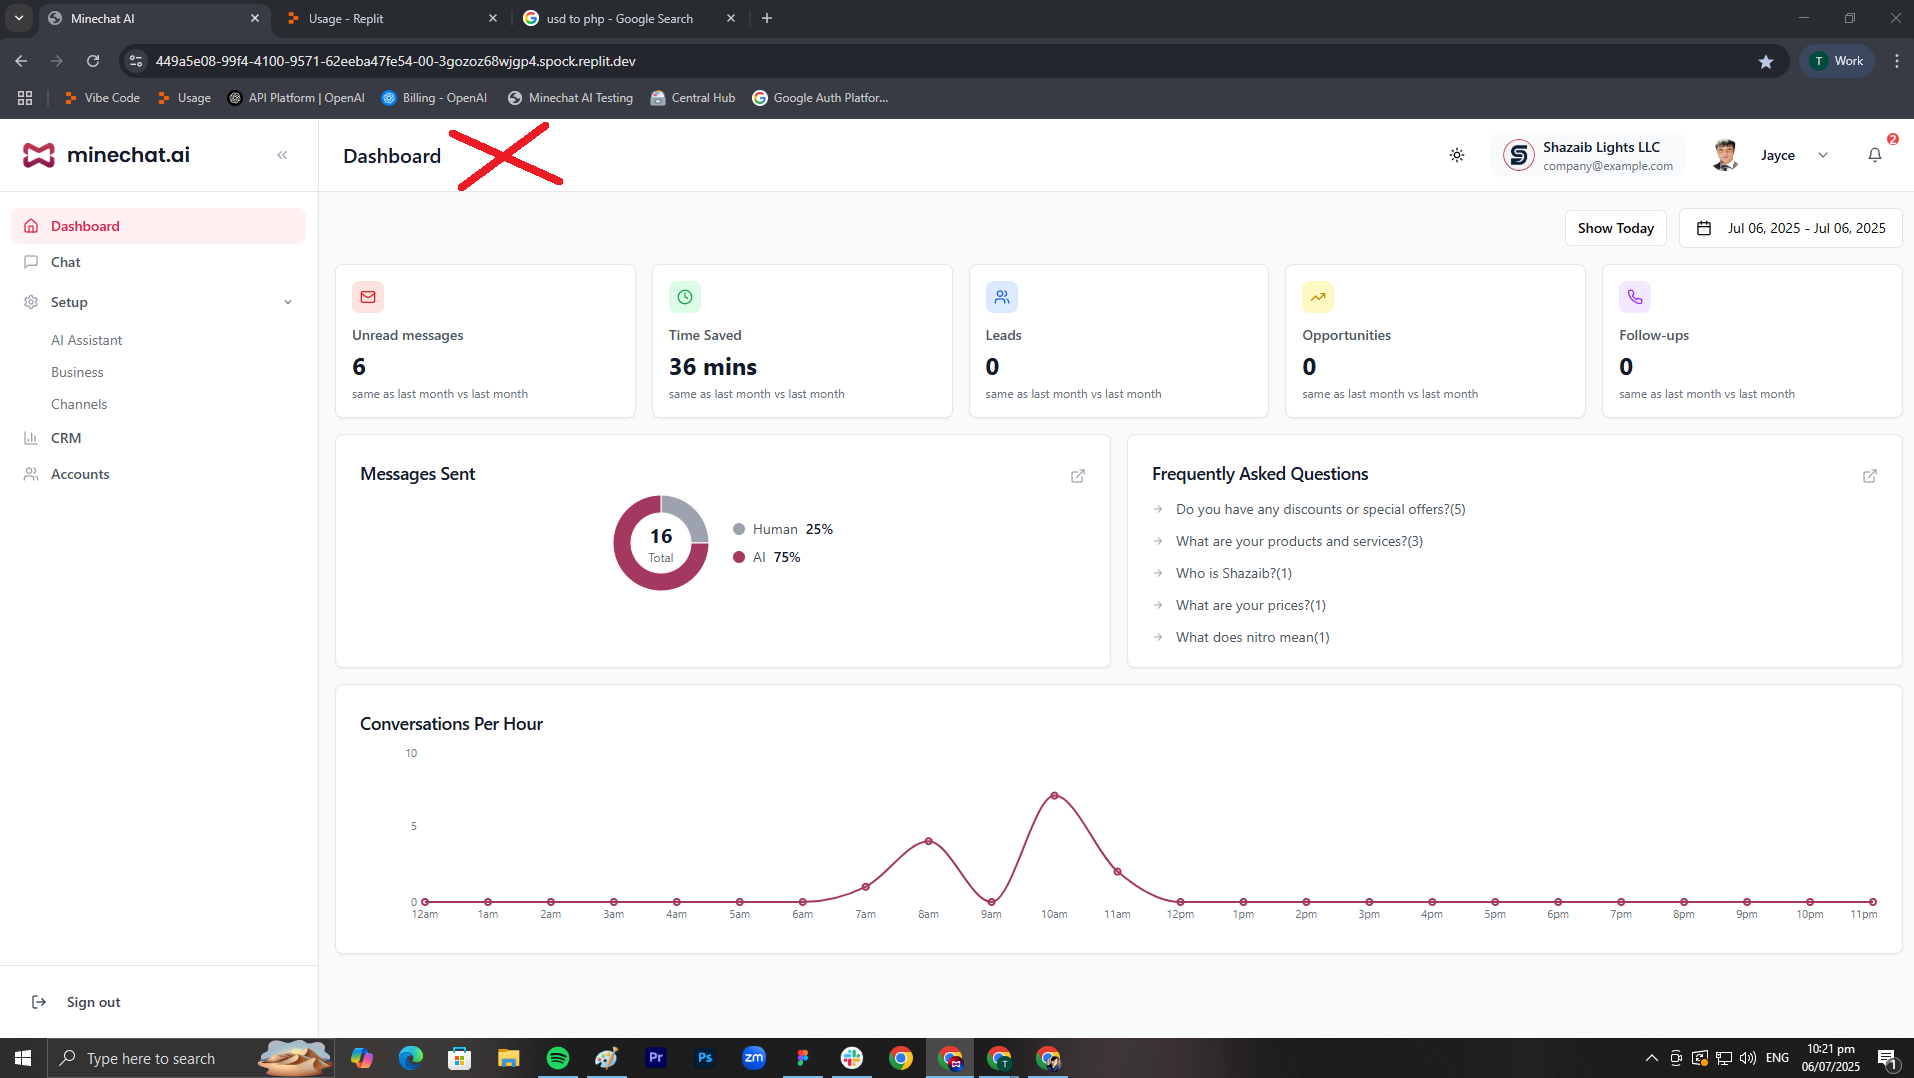 Minechat AI
Usage - Replit
usd to php - Google Search
449a5e08-99f4-4100-9571-62eeba47fe54-00-3gozoz68wjgp4.spock.replit.dev
T Work
Vibe Code
Usage
API Platform | OpenAI
Billing - OpenAI
Minechat AI Testing
Central Hub
Google Auth Platfor...
minechat.ai
Dashboard
Shazaib Lights LLC
company@example.com
Jayce
2
Dashboard
Chat
Setup
AI Assistant
Business
Channels
CRM
Accounts
Sign out
Show Today
Jul 06, 2025 - Jul 06, 2025
Unread messages
6
same as last month vs last month
Time Saved
36 mins
same as last month vs last month
Leads
0
same as last month vs last month
Opportunities
0
same as last month vs last month
Follow-ups
0
same as last month vs last month
Messages Sent
16
Total
Human 25%
AI 75%
Frequently Asked Questions
Do you have any discounts or special offers?(5)
What are your products and services?(3)
Who is Shazaib?(1)
What are your prices?(1)
What does nitro mean(1)
Conversations Per Hour
10
5
0
12am 1am 2am 3am 4am 5am 6am 7am 8am 9am 10am 11am 12pm 1pm 2pm 3pm 4pm 5pm 6pm 7pm 8pm 9pm 10pm 11pm
Type here to search
Pr
Ps
zm
T
ENG
10:21 pm
06/07/2025
1